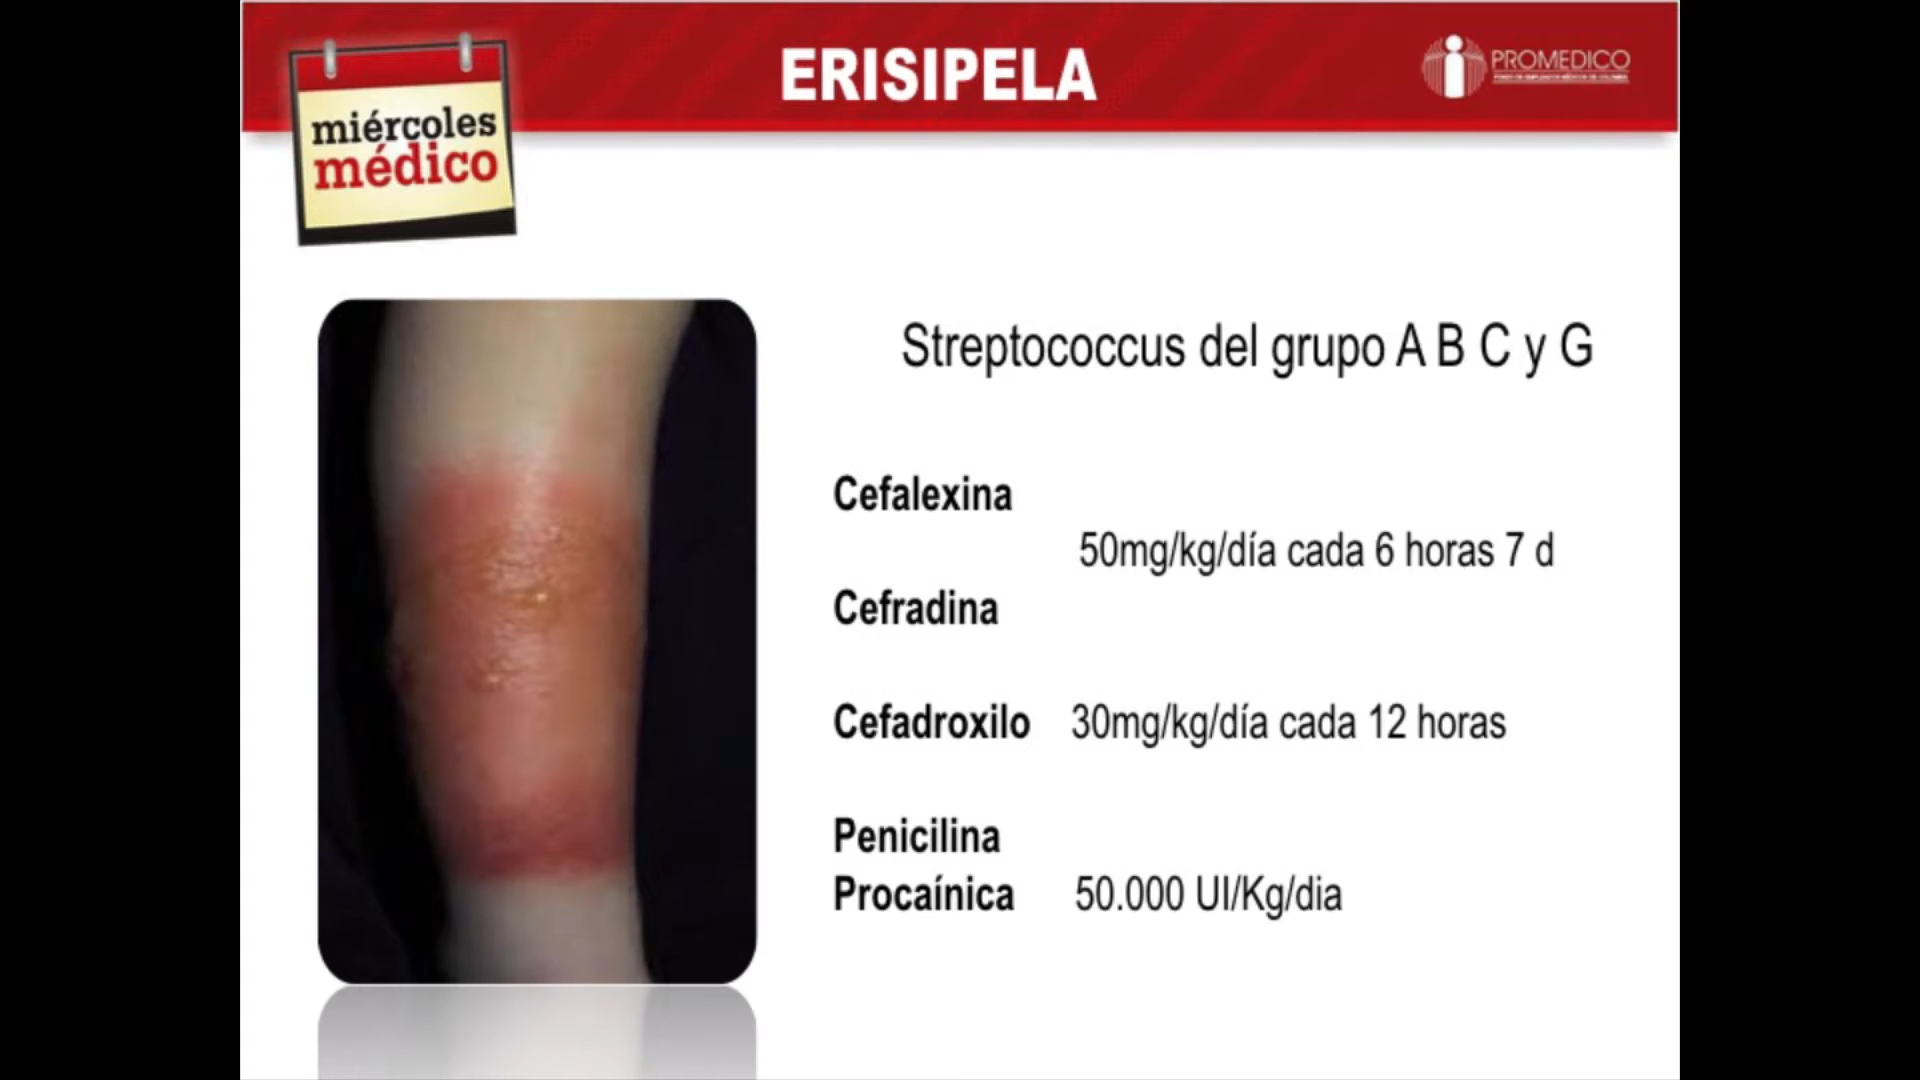 ERISIPELA
PROMEDICO
miércoles
médico
Streptococcus del grupo A B C y G
Cefalexina
50mg/kg/día cada 6 horas 7 d
Cefradina
Cefadroxilo 30mg/kg/día cada 12 horas
Penicilina
Procaínica 50.000 UI/Kg/dia